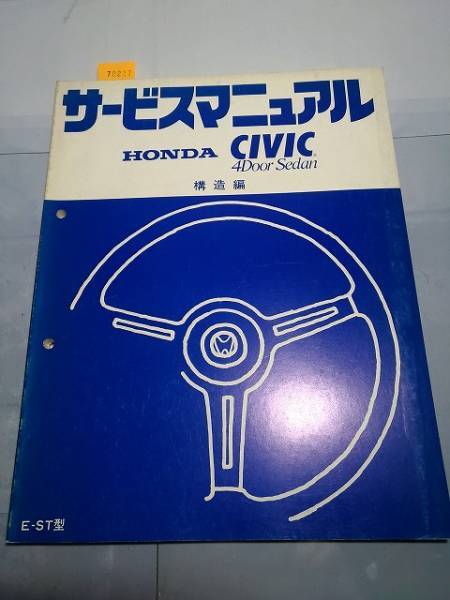 78227
サービスマニュアル
HONDA CIVIC
4Door Sedan
構造編
E-ST型